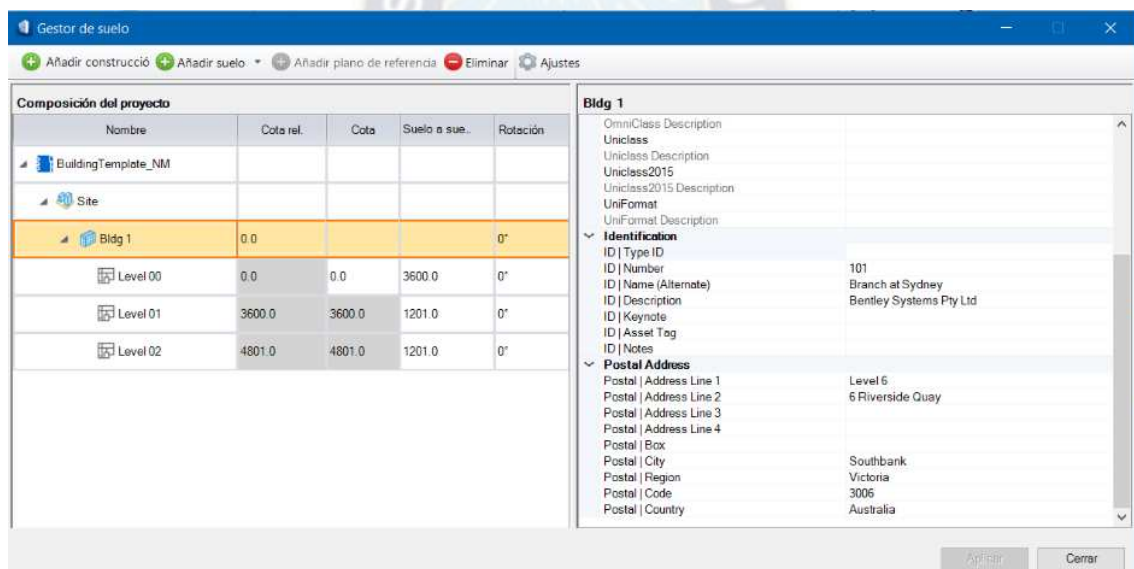 Gestor de suelo
Añadir construcció Añadir suelo Añadir plano de referencia Eliminar Ajustes
Composición del proyecto
Nombre Cota rel. Cota Suelo a sue... Rotación
BuildingTemplate_NM
Site
Bldg 1 0.0 0°
Level 00 0.0 0.0 3600.0 0°
Level 01 3600.0 3600.0 1201.0 0°
Level 02 4801.0 4801.0 1201.0 0°
Bldg 1
OmniClass Description
Uniclass
Uniclass Description
Uniclass2015
Uniclass2015 Description
UniFormat
UniFormat Description
Identification
ID | Type ID
ID | Number 101
ID | Name (Alternate) Branch at Sydney
ID | Description Bentley Systems Pty Ltd
ID | Keynote
ID | Asset Tag
ID | Notes
Postal Address
Postal | Address Line 1 Level 6
Postal | Address Line 2 6 Riverside Quay
Postal | Address Line 3
Postal | Address Line 4
Postal | Box
Postal | City Southbank
Postal | Region Victoria
Postal | Code 3006
Postal | Country Australia
Aplicar Cerrar